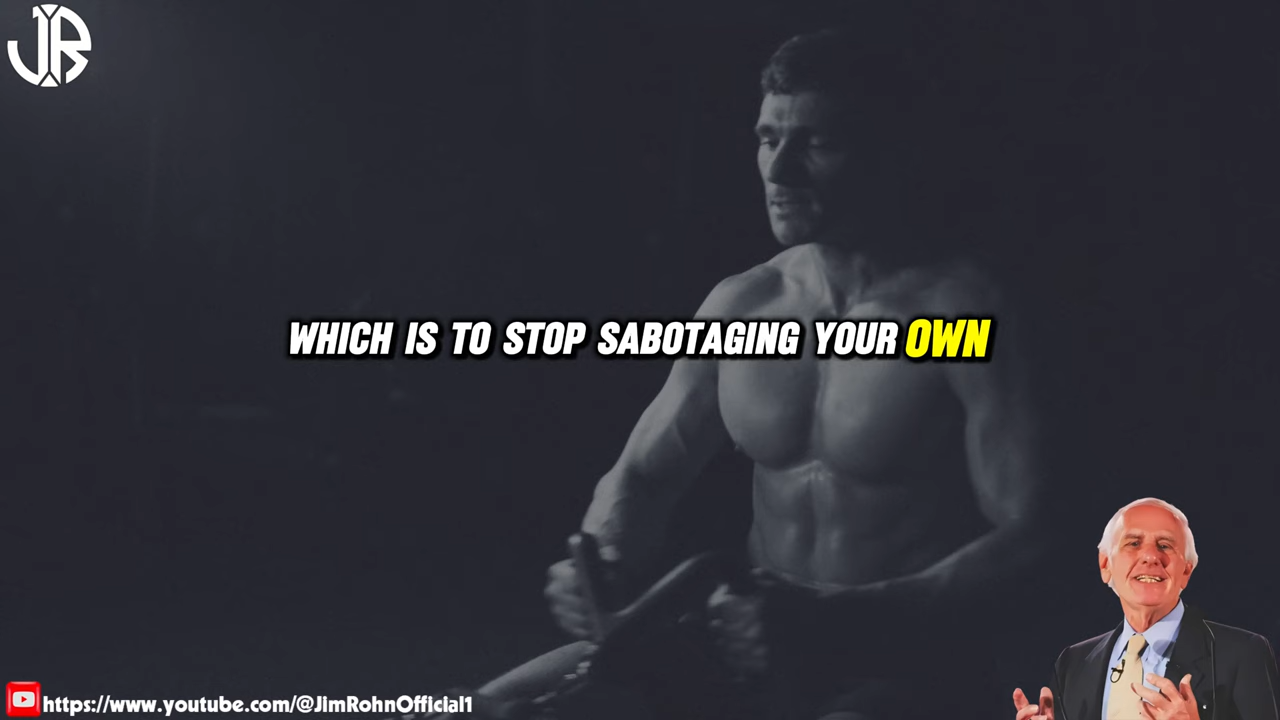 JR
WHICH IS TO STOP SABOTAGING YOUR OWN
https://www.youtube.com/@JimRohnOfficial1